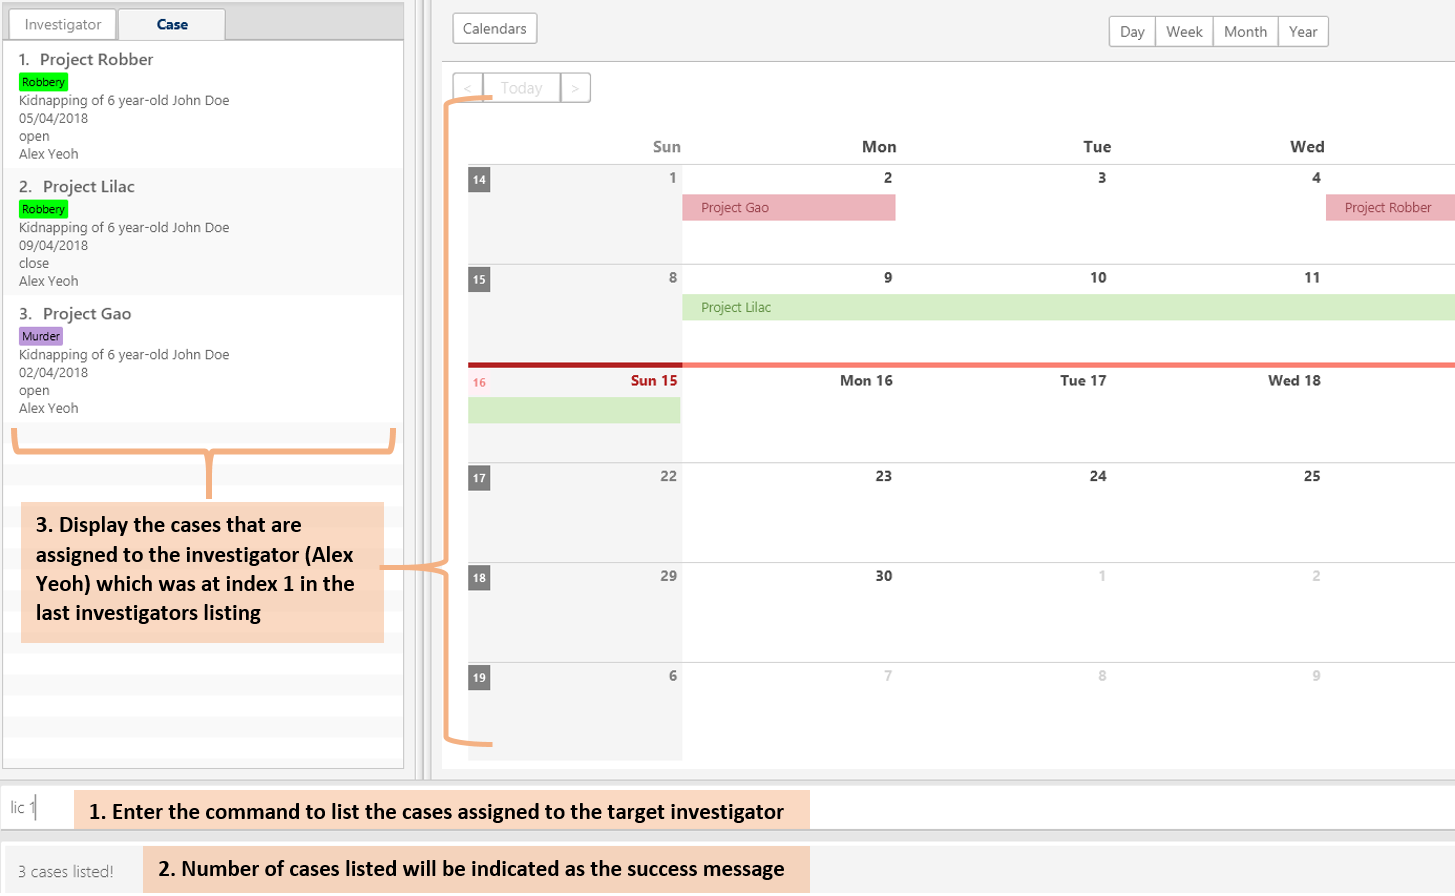 Investigator Case
1. Project Robber
Robbery
Kidnapping of 6 year-old John Doe
05/04/2018
open
Alex Yeoh
2. Project Lilac
Robbery
Kidnapping of 6 year-old John Doe
09/04/2018
close
Alex Yeoh
3. Project Gao
Murder
Kidnapping of 6 year-old John Doe
02/04/2018
open
Alex Yeoh
3. Display the cases that are
assigned to the investigator (Alex
Yeoh) which was at index 1 in the
last investigators listing
Calendars Day Week Month Year
< Today >
Sun Mon Tue Wed
14 1 2 3 4
Project Gao Project Robber
15 8 9 10 11
Project Lilac
16 Sun 15 Mon 16 Tue 17 Wed 18
17 22 23 24 25
18 29 30 1 2
19 6 7 8 9
lic 1 1. Enter the command to list the cases assigned to the target investigator
3 cases listed! 2. Number of cases listed will be indicated as the success message